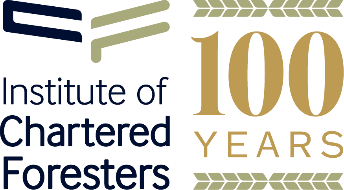 Institute of
Chartered
Foresters
100
YEARS